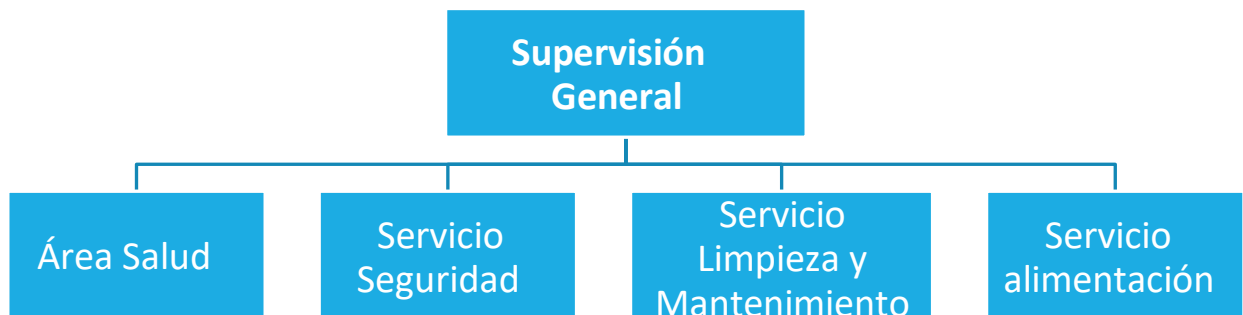 Supervisión
General
Área Salud
Servicio
Seguridad
Servicio
Limpieza y
Mantenimiento
Servicio
alimentación